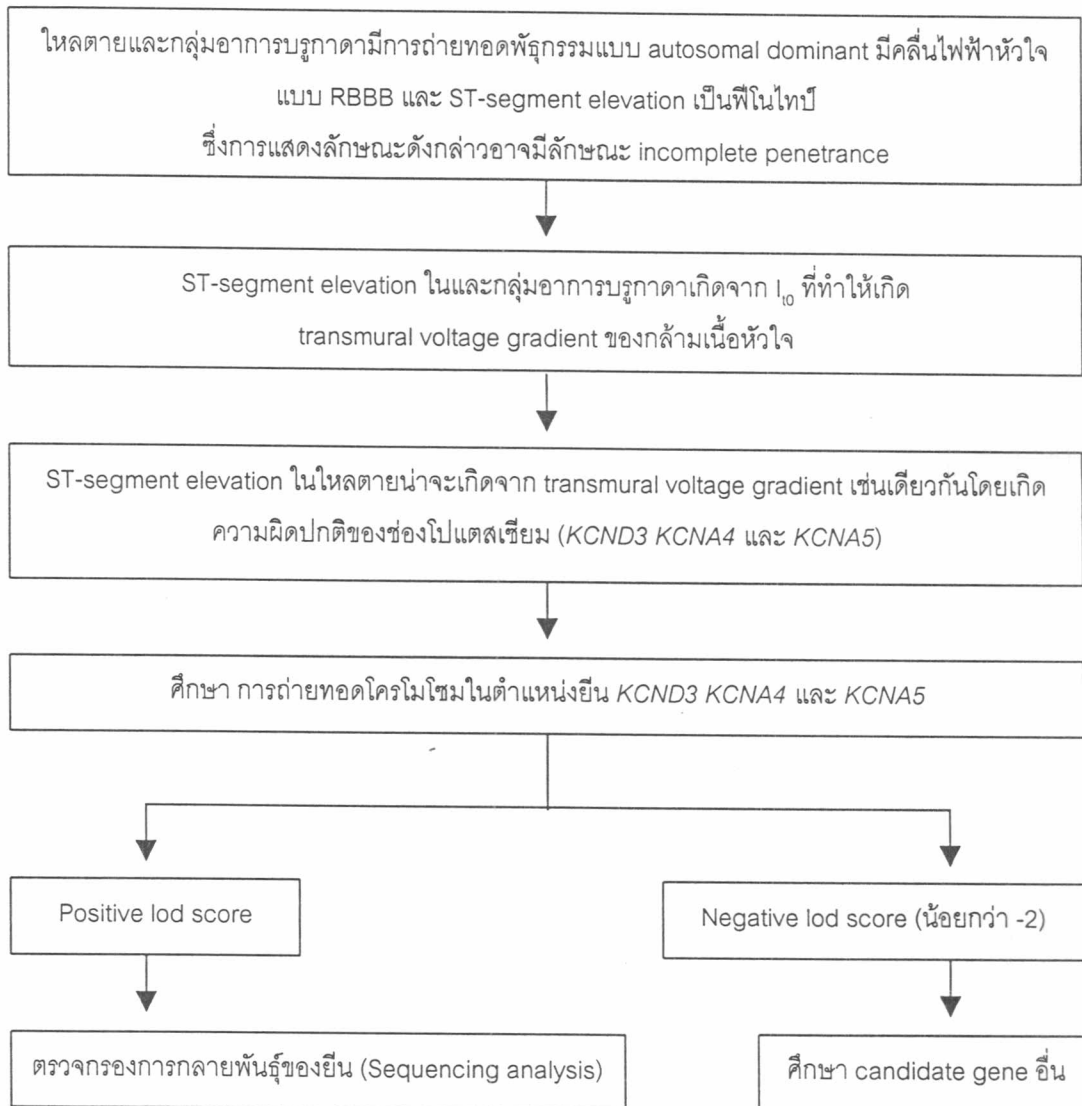 ใหลตายและกลุ่มอาการบรูกาดามีการถ่ายทอดพัธุกรรมแบบ autosomal dominant มีคลื่นไฟฟ้าหัวใจ
แบบ RBBB และ ST-segment elevation เป็นฟีโนไทป์
ซึ่งการแสดงลักษณะดังกล่าวอาจมีลักษณะ incomplete penetrance
ST-segment elevation ในและกลุ่มอาการบรูกาดาเกิดจาก I_to ที่ทำให้เกิด
transmural voltage gradient ของกล้ามเนื้อหัวใจ
ST-segment elevation ในใหลตายน่าจะเกิดจาก transmural voltage gradient เช่นเดียวกันโดยเกิด
ความผิดปกติของช่องโปแตสเซียม (KCND3 KCNA4 และ KCNA5)
ศึกษา การถ่ายทอดโครโมโซมในตำแหน่งยีน KCND3 KCNA4 และ KCNA5
Positive lod score
Negative lod score (น้อยกว่า -2)
ตรวจกรองการกลายพันธุ์ของยีน (Sequencing analysis)
ศึกษา candidate gene อื่น